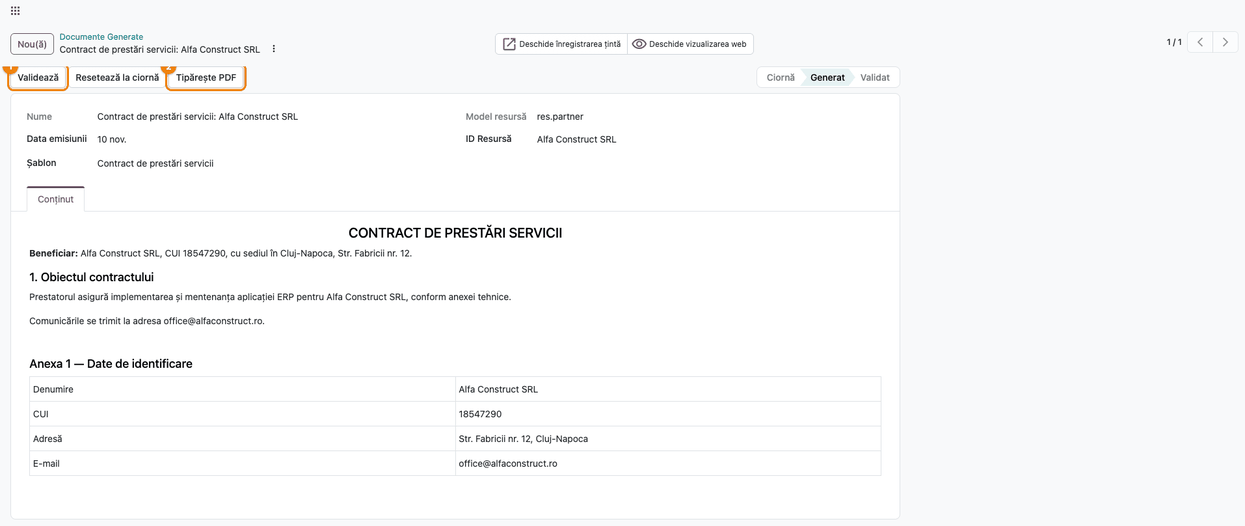 Nou(ă)
Documente Generate
Contract de prestări servicii: Alfa Construct SRL
Deschide înregistrarea țintă
Deschide vizualizarea web
1 / 1
Validează
Resetează la ciornă
Tipărește PDF
Ciornă
Generat
Validat
Nume Contract de prestări servicii: Alfa Construct SRL
Model resursă res.partner
Data emisiunii 10 nov.
ID Resursă Alfa Construct SRL
Șablon Contract de prestări servicii
Conținut
CONTRACT DE PRESTĂRI SERVICII
Beneficiar: Alfa Construct SRL, CUI 18547290, cu sediul în Cluj-Napoca, Str. Fabricii nr. 12.
1. Obiectul contractului
Prestatorul asigură implementarea și mentenanța aplicației ERP pentru Alfa Construct SRL, conform anexei tehnice.
Comunicările se trimit la adresa office@alfaconstruct.ro.
Anexa 1 — Date de identificare
Denumire Alfa Construct SRL
CUI 18547290
Adresă Str. Fabricii nr. 12, Cluj-Napoca
E-mail office@alfaconstruct.ro